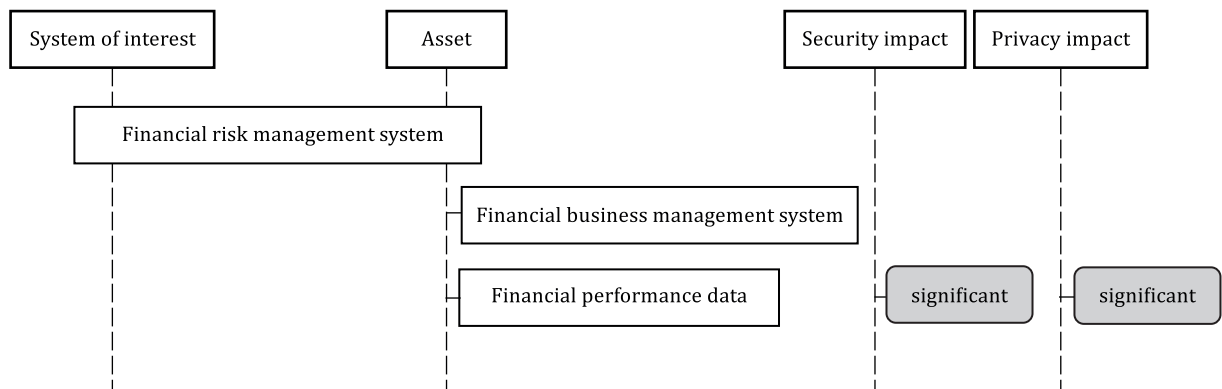 System of interest
Asset
Security impact
Privacy impact
Financial risk management system
Financial business management system
Financial performance data
significant
significant